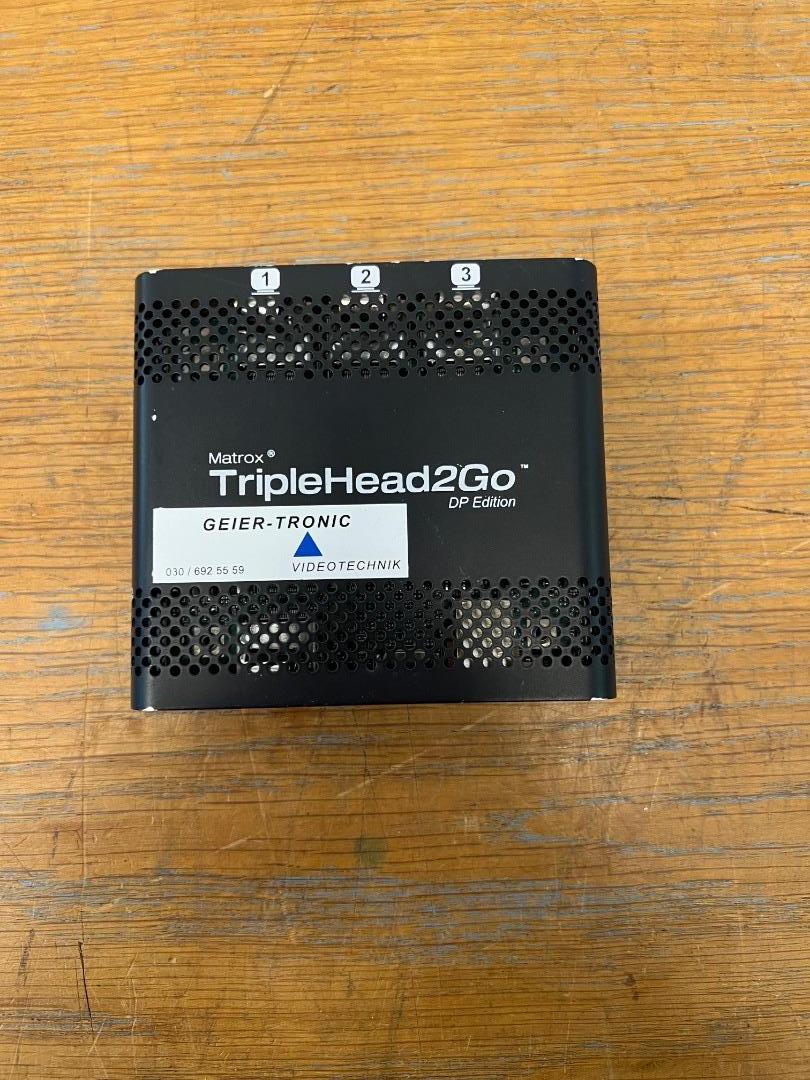 1 2 3
Matrox®
TripleHead2Go™
DP Edition
GEIER-TRONIC
030 / 692 55 59 VIDEOTECHNIK